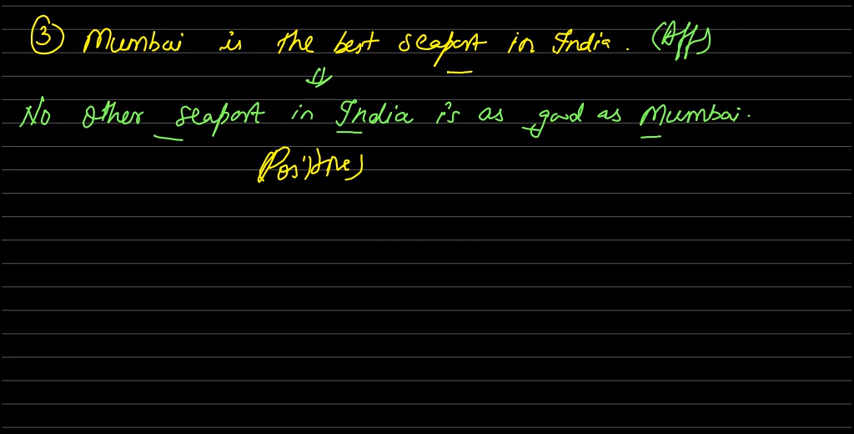 ③ Mumbai is the best seaport in India. (Aff)
No other seaport in India is as good as Mumbai.
(Positive)